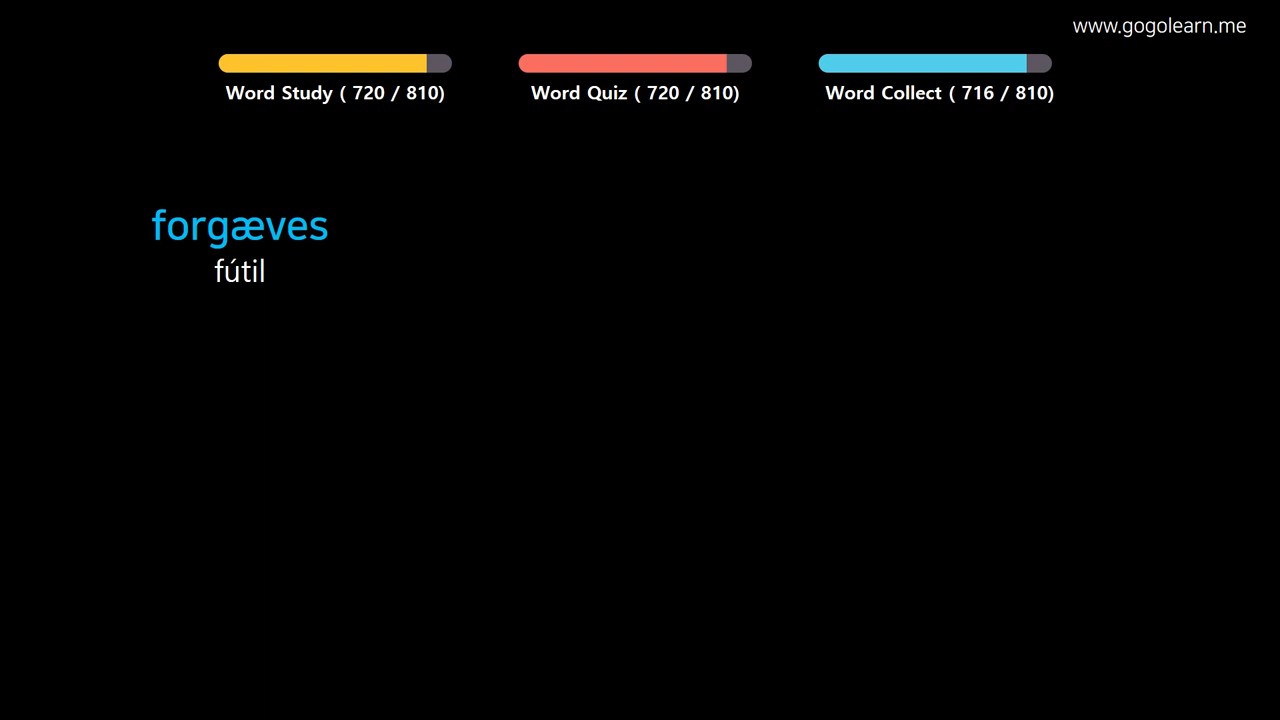 www.gogolearn.me
Word Study ( 720 / 810)
Word Quiz ( 720 / 810)
Word Collect ( 716 / 810)
forgæves
fútil